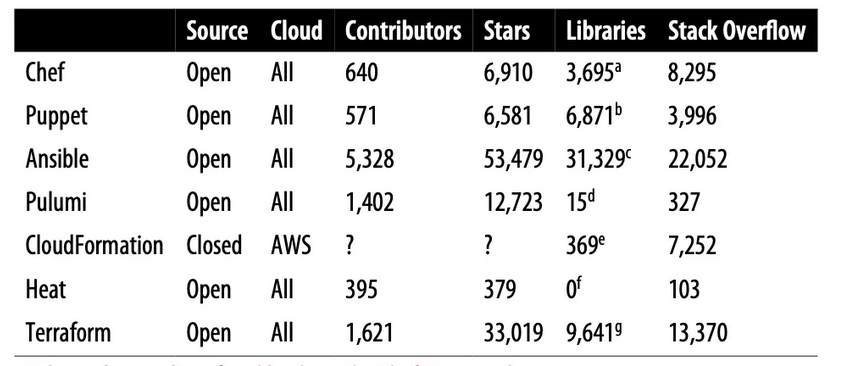 Source Cloud Contributors Stars Libraries Stack Overflow
Chef Open All 640 6,910 3,695ᵃ 8,295
Puppet Open All 571 6,581 6,871ᵇ 3,996
Ansible Open All 5,328 53,479 31,329ᶜ 22,052
Pulumi Open All 1,402 12,723 15ᵈ 327
CloudFormation Closed AWS ? ? 369ᵉ 7,252
Heat Open All 395 379 0ᶠ 103
Terraform Open All 1,621 33,019 9,641ᵍ 13,370